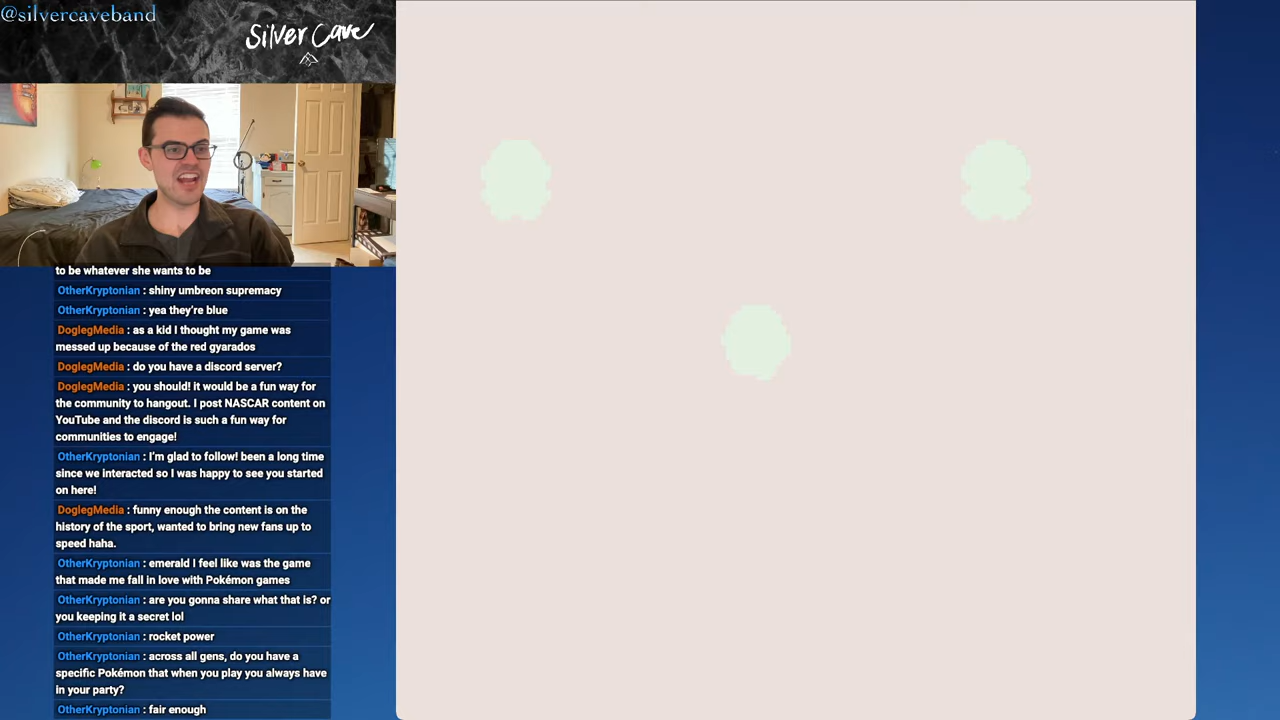 @silvercaveband
Silver Cave
to be whatever she wants to be
OtherKryptonian : shiny umbreon supremacy
OtherKryptonian : yea they're blue
DoglegMedia : as a kid I thought my game was
messed up because of the red gyarados
DoglegMedia : do you have a discord server?
DoglegMedia : you should! it would be a fun way for
the community to hangout. I post NASCAR content on
YouTube and the discord is such a fun way for
communities to engage!
OtherKryptonian : I'm glad to follow! been a long time
since we interacted so I was happy to see you started
on here!
DoglegMedia : funny enough the content is on the
history of the sport, wanted to bring new fans up to
speed haha.
OtherKryptonian : emerald I feel like was the game
that made me fall in love with Pokémon games
OtherKryptonian : are you gonna share what that is? or
you keeping it a secret lol
OtherKryptonian : rocket power
OtherKryptonian : across all gens, do you have a
specific Pokémon that when you play you always have
in your party?
OtherKryptonian : fair enough